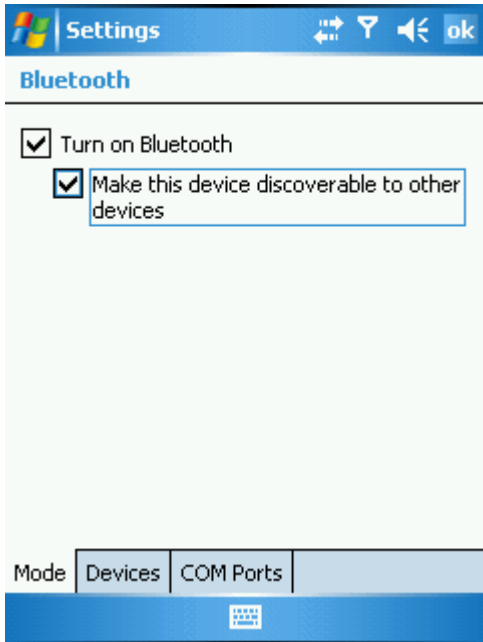 Settings ok
Bluetooth
Turn on Bluetooth
Make this device discoverable to other
devices
Mode Devices COM Ports